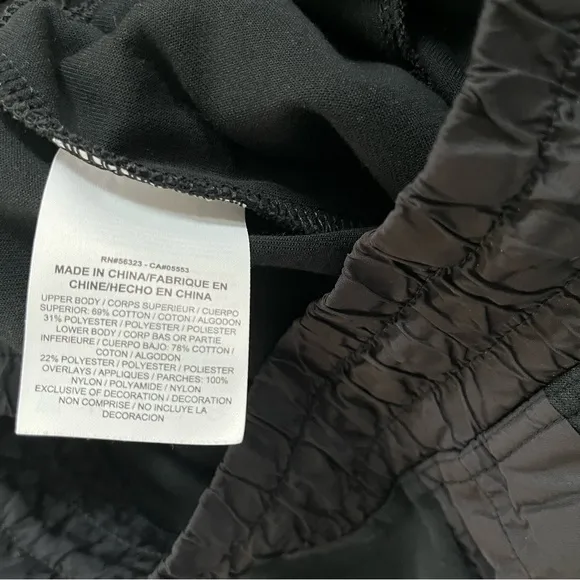 RN#56323 - CA#05553
MADE IN CHINA/FABRIQUE EN
CHINE/HECHO EN CHINA
UPPER BODY / CORPS SUPERIEUR / CUERPO
SUPERIOR: 69% COTTON / COTON / ALGODON
31% POLYESTER / POLYESTER / POLIESTER
LOWER BODY / CORP BAS OR PARTIE
INFERIEURE / CUERPO BAJO: 78% COTTON /
COTON / ALGODON
22% POLYESTER / POLYESTER / POLIESTER
OVERLAYS / APPLIQUES / PARCHES: 100%
NYLON / POLYAMIDE / NYLON
EXCLUSIVE OF DECORATION / DECORATION
NON COMPRISE / NO INCLUYE LA
DECORACION